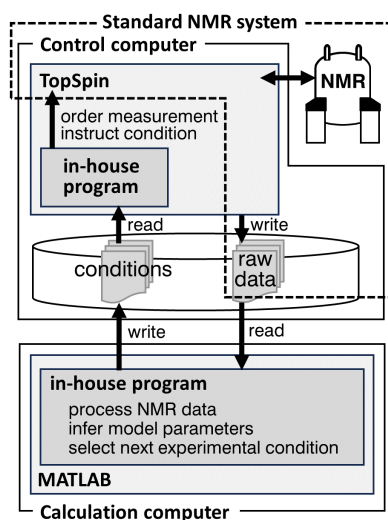 Standard NMR system
Control computer
TopSpin
NMR
order measurement
instruct condition
in-house
program
read
write
conditions
raw
data
write
read
in-house program
process NMR data
infer model parameters
select next experimental condition
MATLAB
Calculation computer